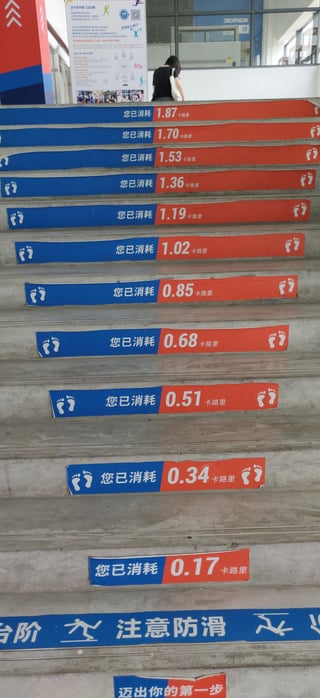 DECATHLON
您已消耗 1.87 卡路里
您已消耗 1.70 卡路里
您已消耗 1.53 卡路里
您已消耗 1.36 卡路里
您已消耗 1.19 卡路里
您已消耗 1.02 卡路里
您已消耗 0.85 卡路里
您已消耗 0.68 卡路里
您已消耗 0.51 卡路里
您已消耗 0.34 卡路里
您已消耗 0.17 卡路里
台阶 注意防滑
迈出你的第一步